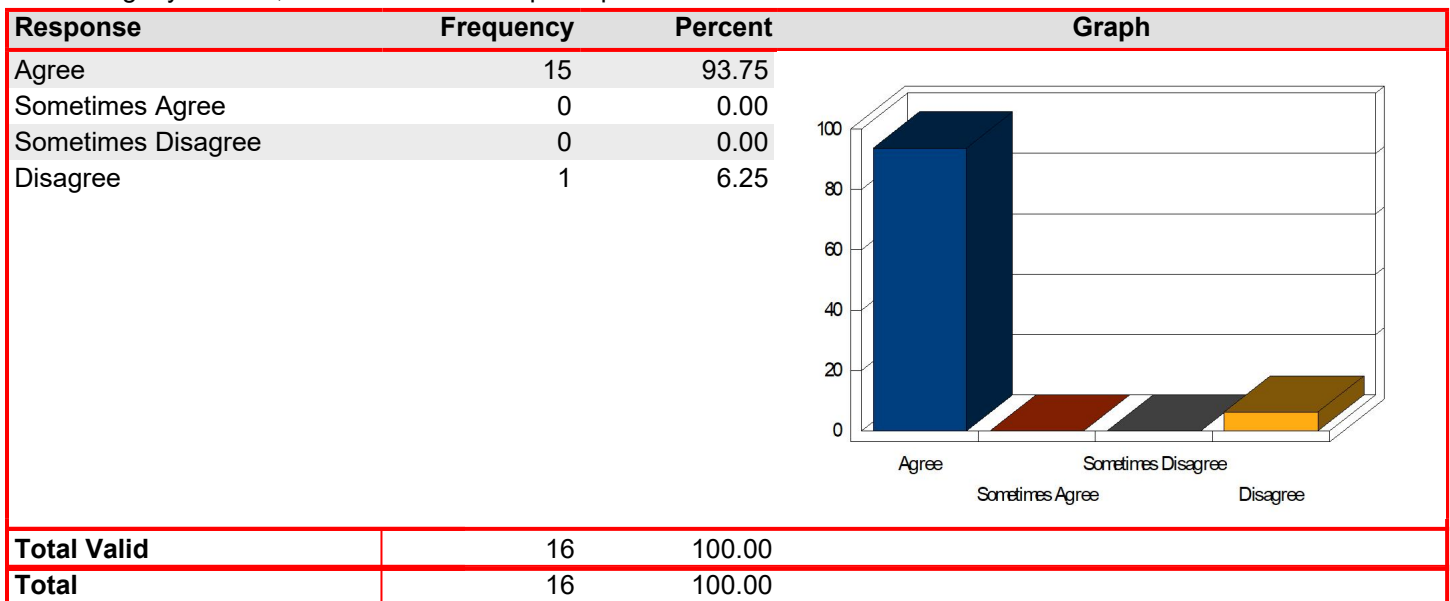 Response Frequency Percent Graph
Agree 15 93.75
Sometimes Agree 0 0.00
Sometimes Disagree 0 0.00
Disagree 1 6.25
100
80
60
40
20
0
Agree Sometimes Disagree
Sometimes Agree Disagree
Total Valid 16 100.00
Total 16 100.00